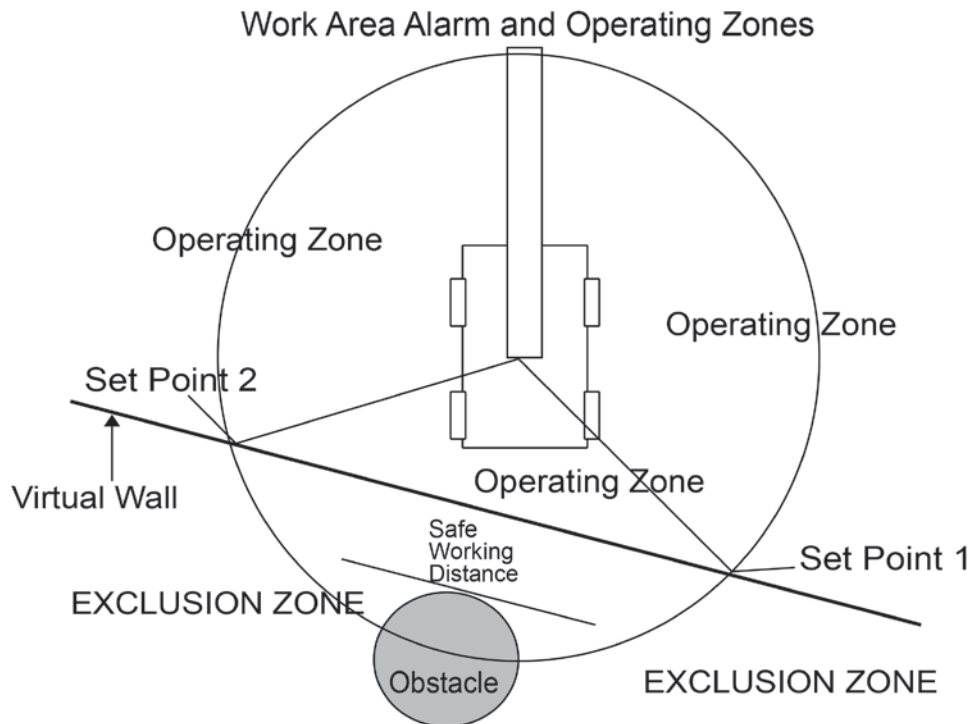 Work Area Alarm and Operating Zones
Operating Zone
Operating Zone
Set Point 2
Operating Zone
Virtual Wall
Safe
Working
Distance
Set Point 1
EXCLUSION ZONE
Obstacle
EXCLUSION ZONE